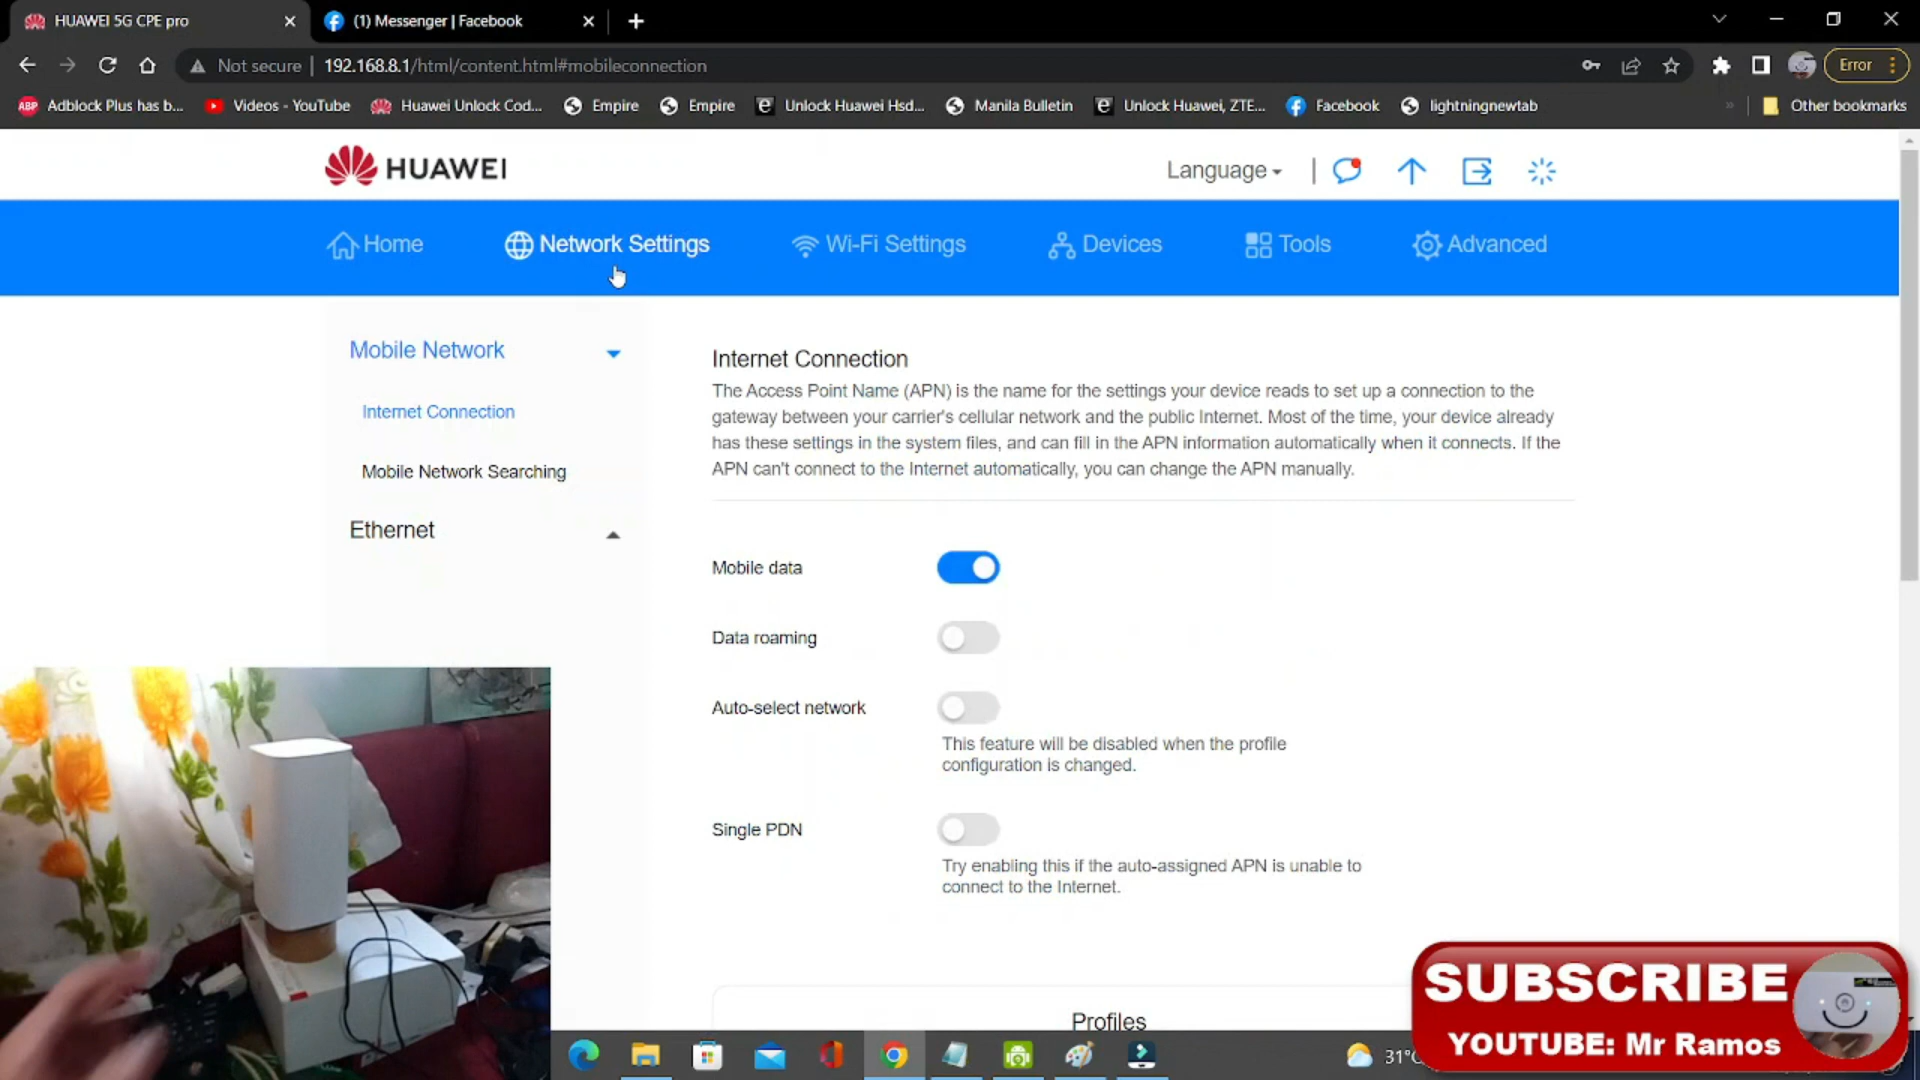 HUAWEI 5G CPE pro
(1) Messenger | Facebook
Not secure
192.168.8.1/html/content.html#mobileconnection
Error
ABP
Adblock Plus has b...
Videos - YouTube
Huawei Unlock Cod...
Empire
Empire
Unlock Huawei Hsd...
Manila Bulletin
Unlock Huawei, ZTE...
Facebook
lightningnewtab
»
Other bookmarks
HUAWEI
Language
Home
Network Settings
Wi-Fi Settings
Devices
Tools
Advanced
Mobile Network
Internet Connection
Mobile Network Searching
Ethernet
Internet Connection
The Access Point Name (APN) is the name for the settings your device reads to set up a connection to the
gateway between your carrier's cellular network and the public Internet. Most of the time, your device already
has these settings in the system files, and can fill in the APN information automatically when it connects. If the
APN can't connect to the Internet automatically, you can change the APN manually.
Mobile data
Data roaming
Auto-select network
This feature will be disabled when the profile
configuration is changed.
Single PDN
Try enabling this if the auto-assigned APN is unable to
connect to the Internet.
Profiles
31°C
SUBSCRIBE
YOUTUBE: Mr Ramos